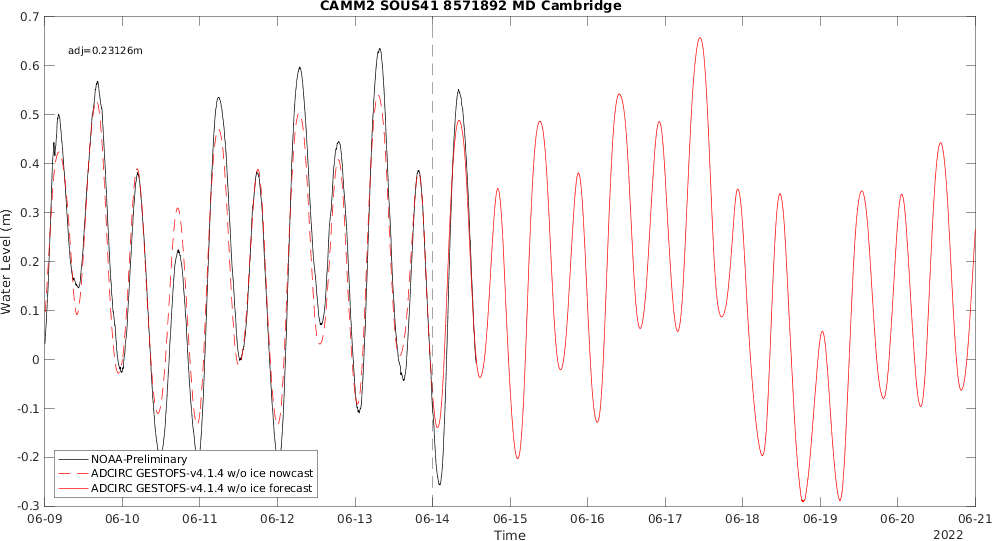 CAMM2 SOUS41 8571892 MD Cambridge
adj=0.23126m
Water Level (m)
0.7
0.6
0.5
0.4
0.3
0.2
0.1
0
-0.1
-0.2
-0.3
NOAA-Preliminary
ADCIRC GESTOFS-v4.1.4 w/o ice nowcast
ADCIRC GESTOFS-v4.1.4 w/o ice forecast
06-09 06-10 06-11 06-12 06-13 06-14 06-15 06-16 06-17 06-18 06-19 06-20 06-21
Time
2022